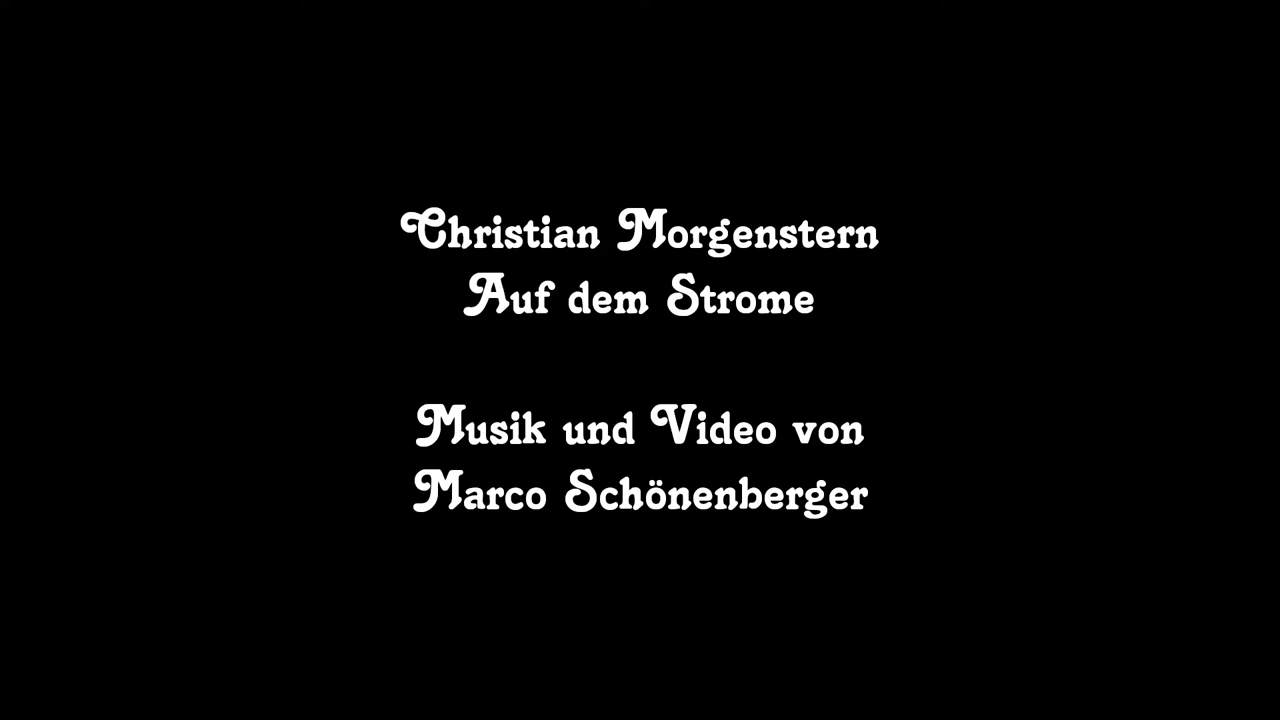 Christian Morgenstern
Auf dem Strome
Musik und Video von
Marco Schönenberger